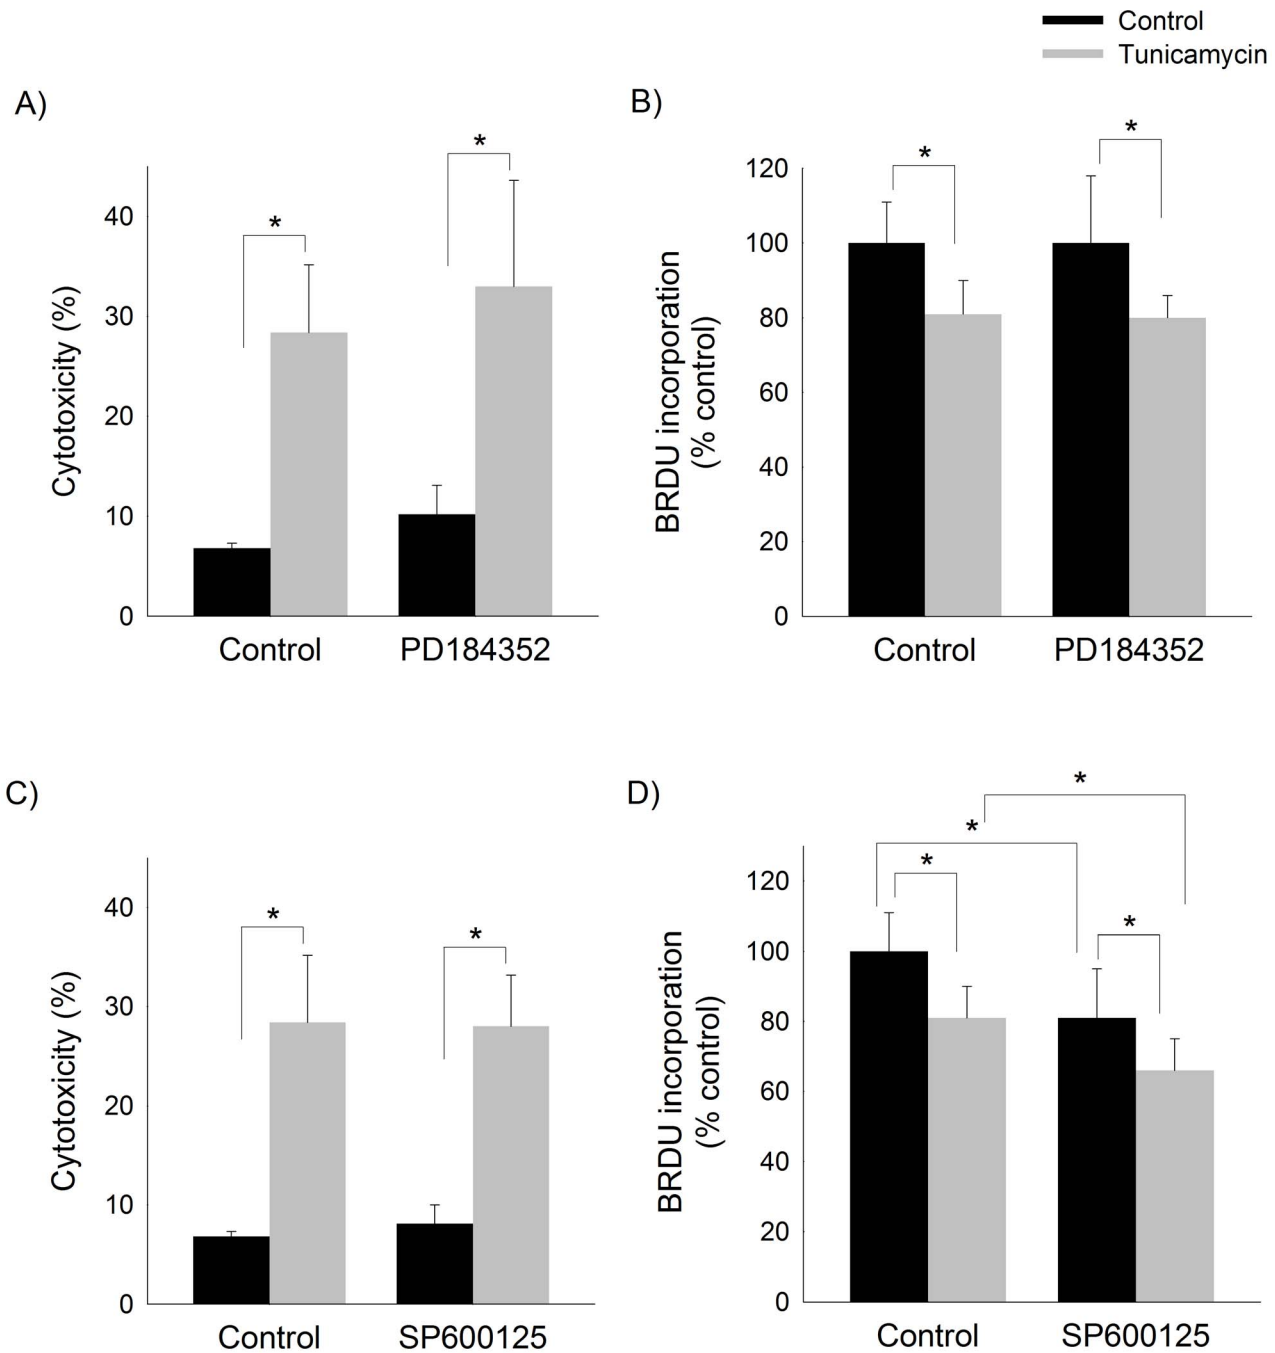 Control
Tunicamycin
A)
*
*
40
30
20
10
0
Cytotoxicity (%)
Control PD184352
B)
*
*
120
100
80
60
40
20
0
BRDU incorporation
(% control)
Control PD184352
C)
*
*
40
30
20
10
0
Cytotoxicity (%)
Control SP600125
D)
*
*
*
*
120
100
80
60
40
20
0
BRDU incorporation
(% control)
Control SP600125